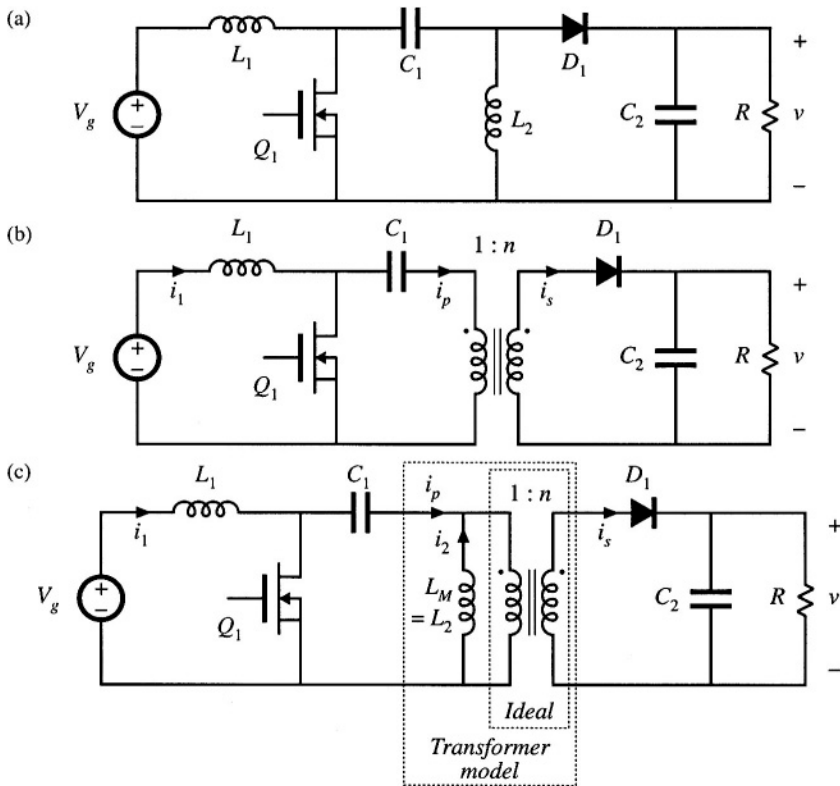 (a)
L1
C1
D1
Vg
+
−
Q1
L2
C2
R
+
v
−
(b)
L1
C1
1 : n
D1
i1
ip
is
Vg
+
−
Q1
C2
R
+
v
−
(c)
L1
C1
ip
1 : n
D1
i1
i2
is
Vg
+
−
Q1
LM
= L2
C2
R
+
v
−
Ideal
Transformer
model